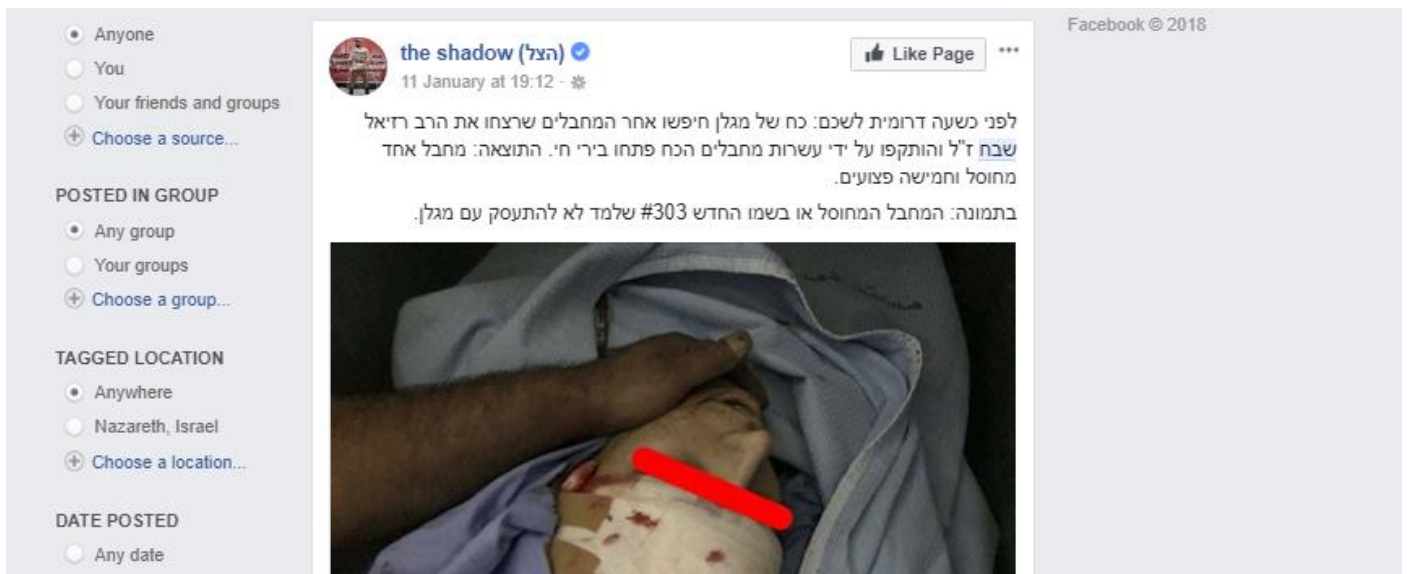 Anyone
You
Your friends and groups
Choose a source...
POSTED IN GROUP
Any group
Your groups
Choose a group...
TAGGED LOCATION
Anywhere
Nazareth, Israel
Choose a location...
DATE POSTED
Any date
the shadow (הצל)
11 January at 19:12
Like Page
לפני כשעה דרומית לשכם: כח של מגלן חיפשו אחר המחבלים שרצחו את הרב רזיאל
שבח ז"ל והותקפו על ידי עשרות מחבלים הכח פתחו בירי חי. התוצאה: מחבל אחד
מחוסל וחמישה פצועים.
בתמונה: המחבל המחוסל או בשמו החדש 303# שלמד לא להתעסק עם מגלן.
Facebook © 2018